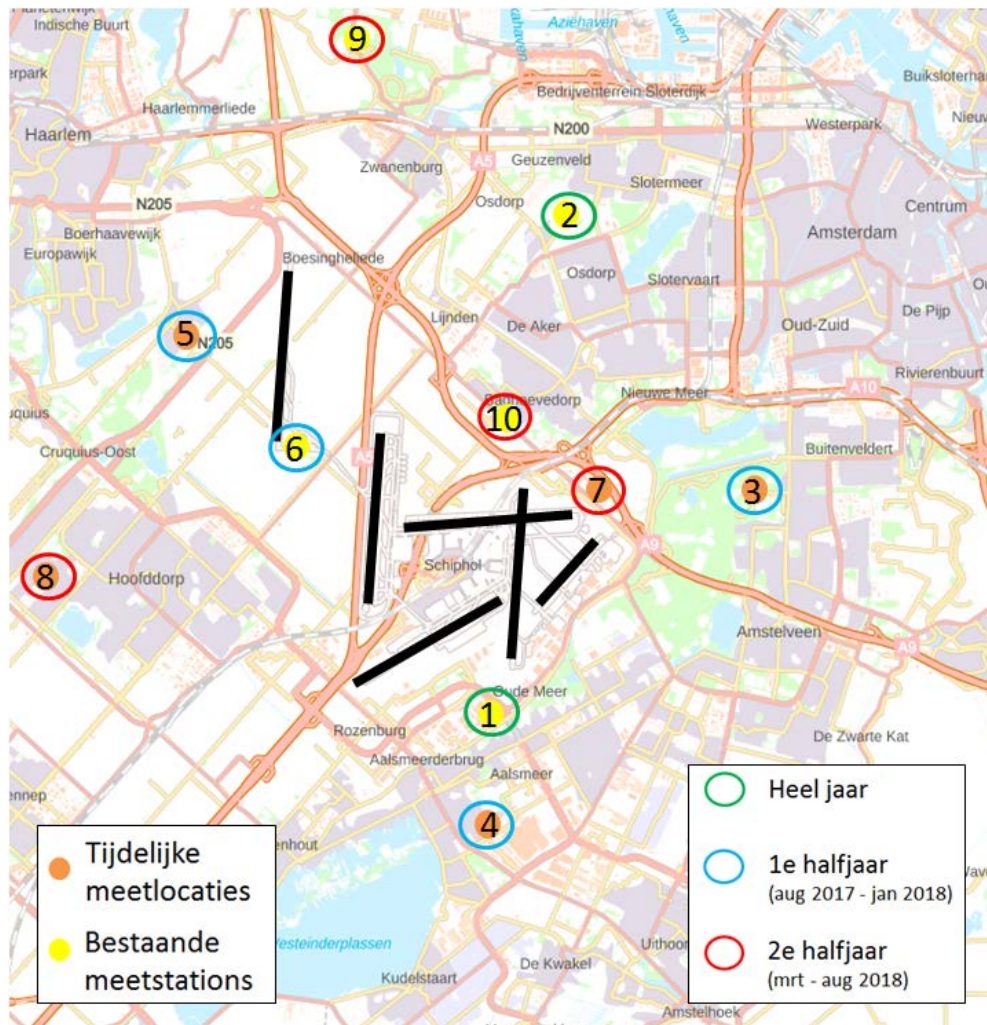 Indische Buurt
9
Aziëhaven
Bedrijventerrein Sloterdijk
Haarlemmerliede
Haarlem
N200
Westerpark
Zwanenburg
A5
Geuzenveld
Slotermeer
N205
Osdorp
2
Centrum
Boerhaavewijk
Amsterdam
Europawijk
Boesingheliede
Osdorp
Slotervaart
De Pijp
Lijnden
De Aker
Oud-Zuid
5
N205
Rivierenburt
Nieuwe Meer
A10
10
Cruquius-Oost
6
A5
Buitenveldert
7
3
A9
8
Hoofddorp
Schiphol
Amstelveen
A9
Oude Meer
1
Rozenburg
De Zwarte Kat
Aalsmeerderbrug
Aalsmeer
4
Heel jaar
Tijdelijke
meetlocaties
1e halfjaar
(aug 2017 - jan 2018)
Bestaande
meetstations
2e halfjaar
(mrt - aug 2018)
Westeinderplassen
De Kwakel
Kudelstaart
Uithoorn
Amstelhoek